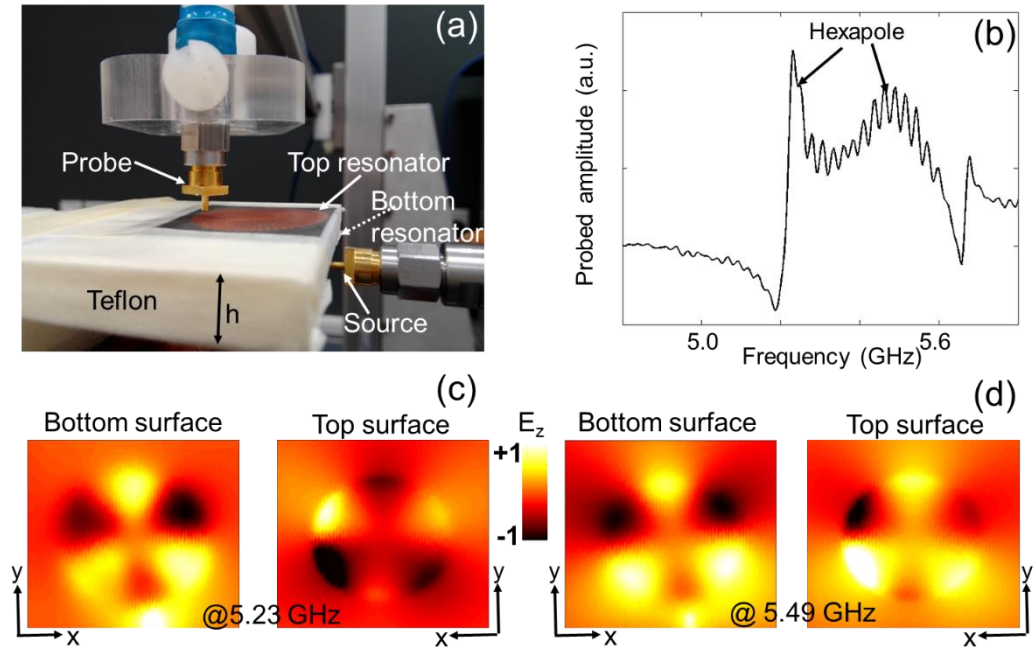 (a)
Probe
Top resonator
Bottom
resonator
Teflon
h
Source
(b)
Hexapole
Probed amplitude (a.u.)
5.0
5.6
Frequency (GHz)
(c)
Bottom surface
Top surface
E_z
+1
-1
y
x
@5.23 GHz
y
x
(d)
Bottom surface
Top surface
y
x
@ 5.49 GHz
y
x